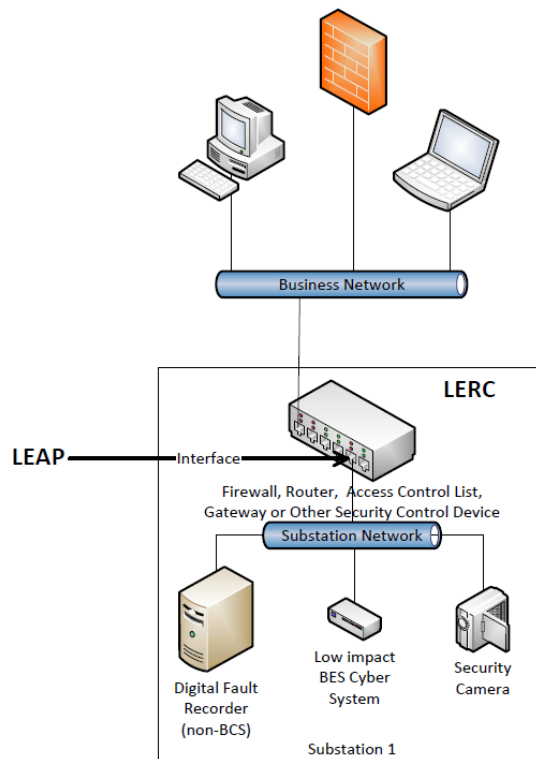 Business Network
LERC
LEAP
Interface
Firewall, Router, Access Control List,
Gateway or Other Security Control Device
Substation Network
Digital Fault
Recorder
(non-BCS)
Low impact
BES Cyber
System
Security
Camera
Substation 1